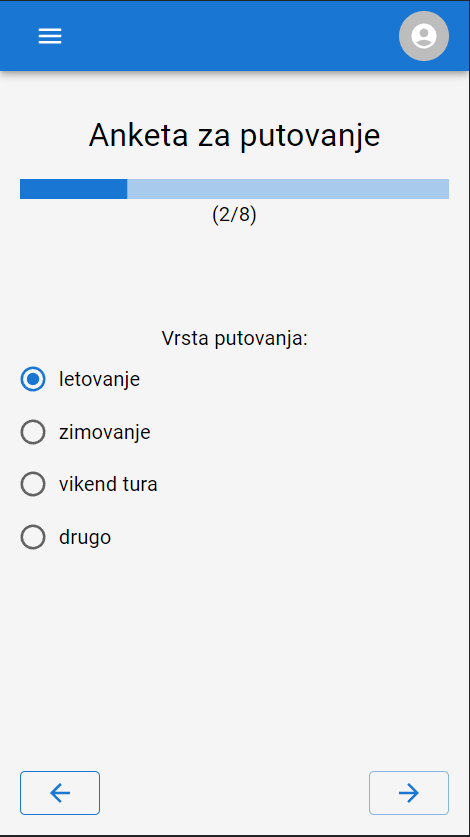 Anketa za putovanje
(2/8)
Vrsta putovanja:
letovanje
zimovanje
vikend tura
drugo